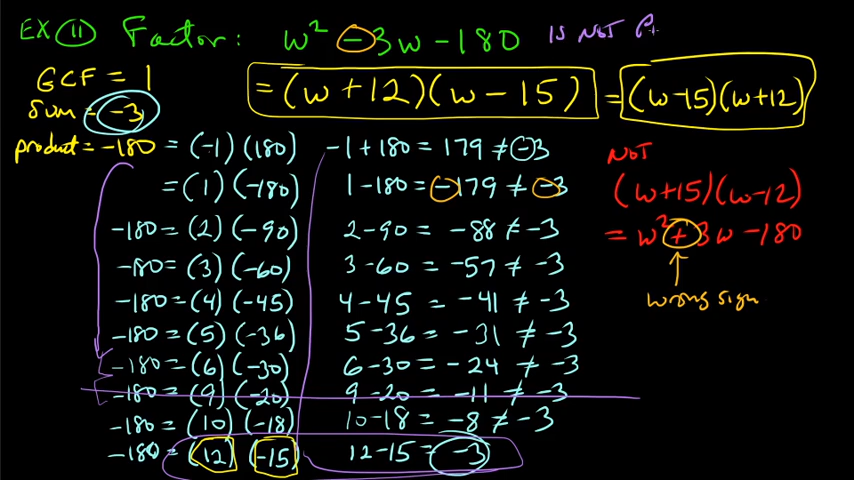 EX 11 Factor: w² - 3w - 180 IS NOT
GCF = 1
= (w + 12)(w - 15) = (w-15)(w+12)
sum = -3
product = -180 = (-1)(180) -1 + 180 = 179 ≠ -3
= (1)(-180) 1 - 180 = -179 ≠ -3
-180 = (2)(-90) 2 - 90 = -88 ≠ -3
-180 = (3)(-60) 3 - 60 = -57 ≠ -3
-180 = (4)(-45) 4 - 45 = -41 ≠ -3
-180 = (5)(-36) 5 - 36 = -31 ≠ -3
-180 = (6)(-30) 6 - 30 = -24 ≠ -3
-180 = (9)(-20) 9 - 20 = -11 ≠ -3
-180 = (10)(-18) 10 - 18 = -8 ≠ -3
-180 = (12)(-15) 12 - 15 = -3
NOT
(w+15)(w-12)
= w² + 3w - 180
wrong sign